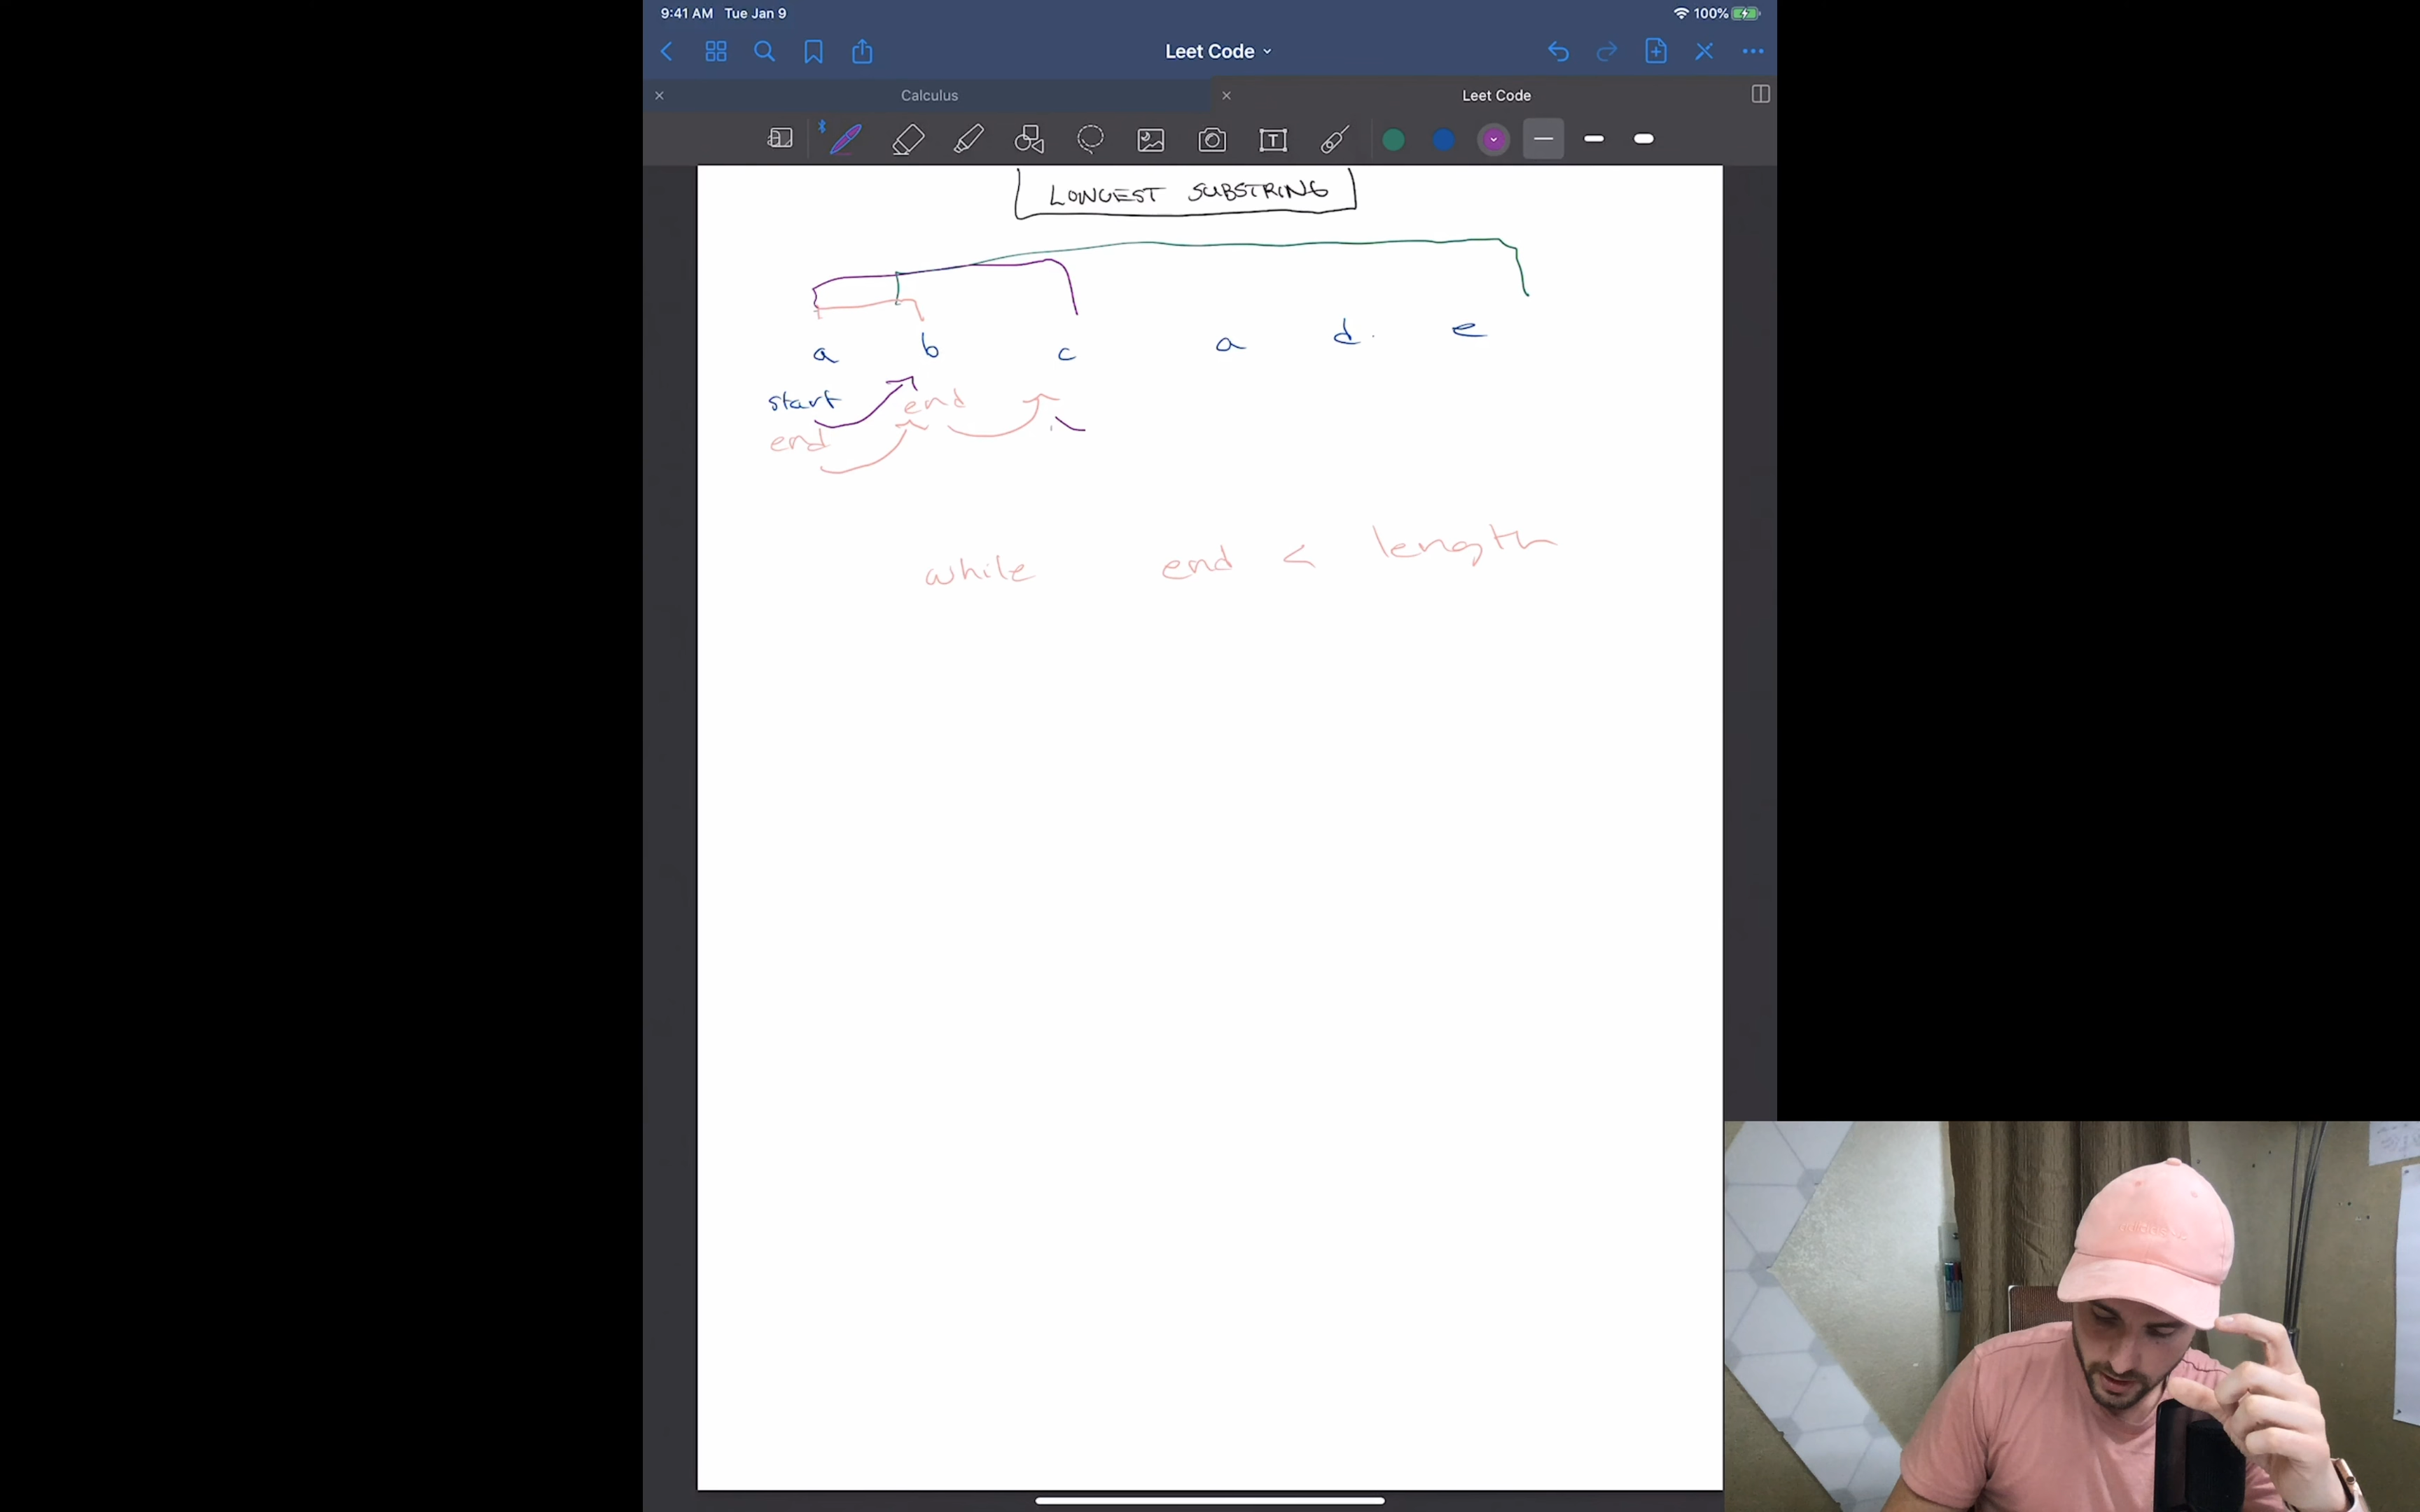 9:41 AM Tue Jan 9 100%
Leet Code
Calculus Leet Code
T
LONGEST SUBSTRING
a b c a d. e
start end
end
while end < length